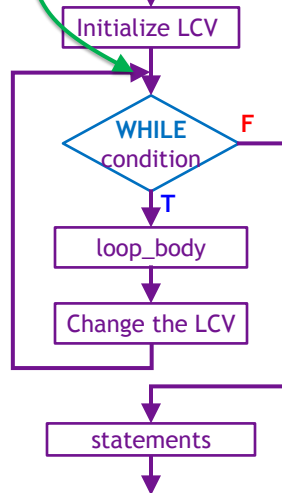 Initialize LCV
WHILE
condition
F
T
loop_body
Change the LCV
statements